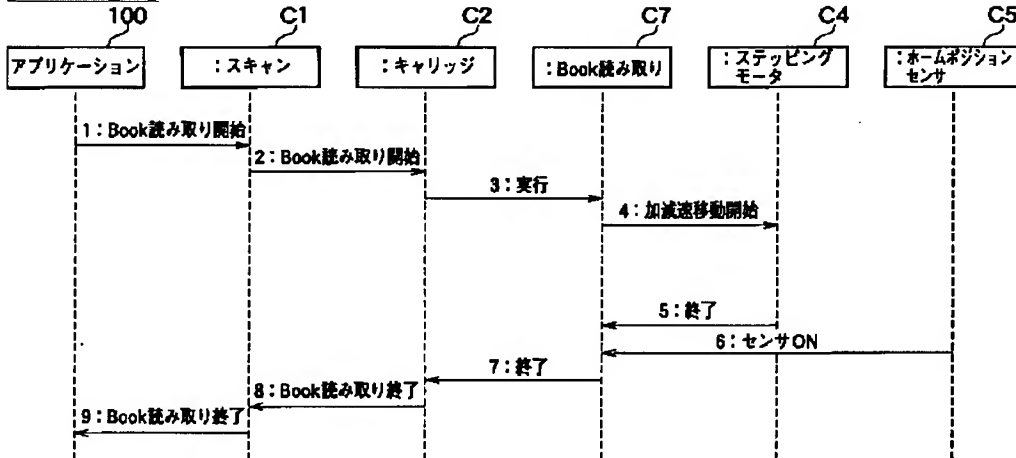 100
C1
C2
C7
C4
C5
アプリケーション
:スキャン
:キャリッジ
:Book読み取り
:ステッピング
モータ
:ホームポジション
センサ
1:Book読み取り開始
2:Book読み取り開始
3:実行
4:加減速移動開始
5:終了
6:センサON
7:終了
8:Book読み取り終了
9:Book読み取り終了